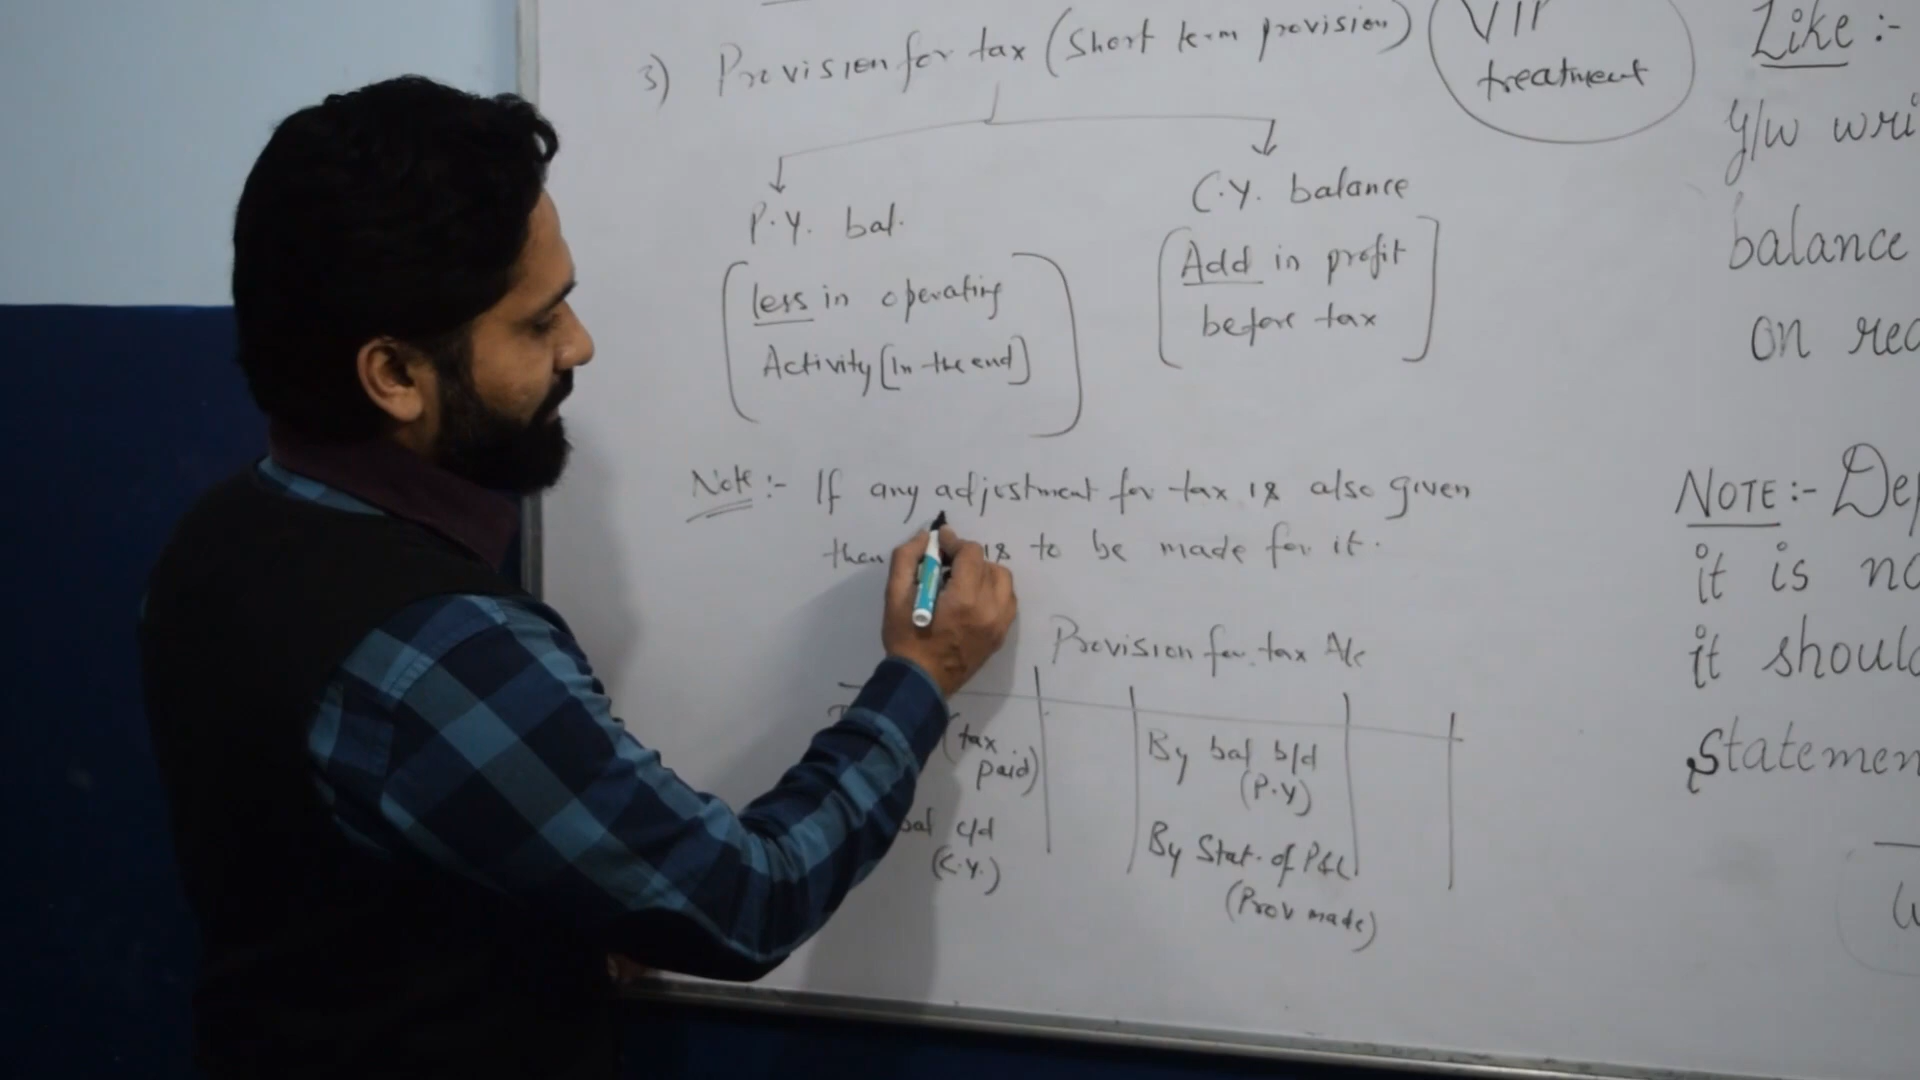 3) Provision for tax (Short term provision)
VIP
treatment
P.Y. bal.
less in operating
Activity [In the end]
C.Y. balance
Add in profit
before tax
Note :- If any adjustment for tax is also given
then is to be made for it.
Provision for tax A/c
(tax
paid)
bal c/d
(C.Y.)
By bal b/d
(P.Y)
By Stat. of P&L
(Prov made)
Like :-
y/w wri
balance
on rec
NOTE :- Dep
it is no
it should
Statemen